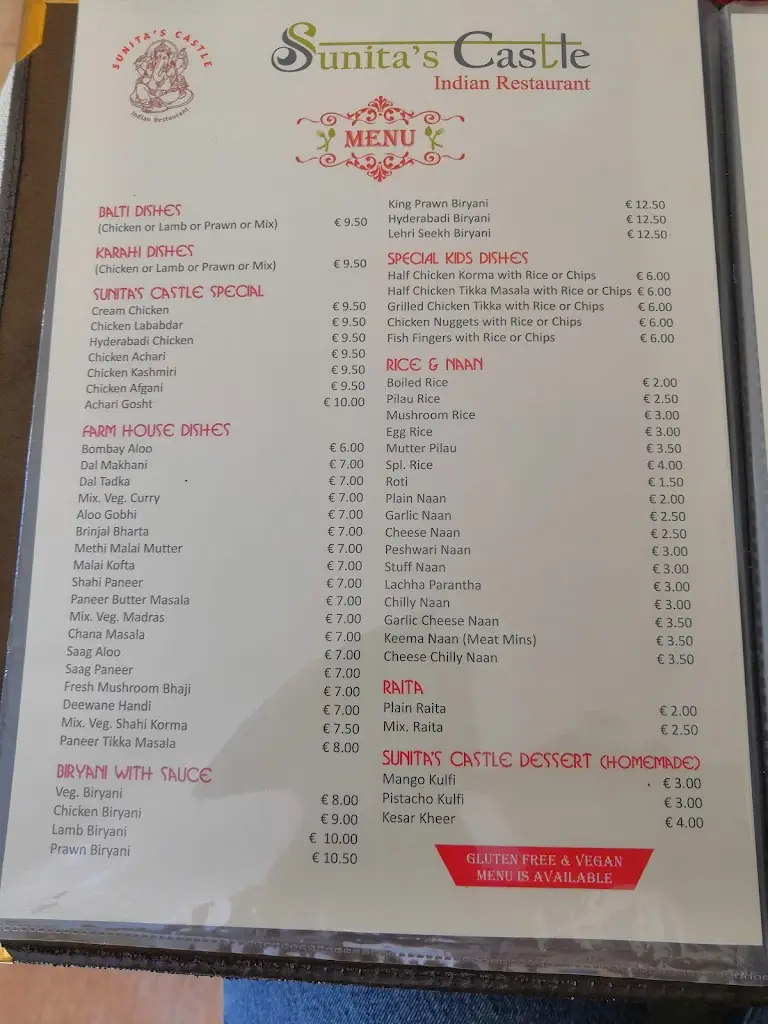 SUNITA'S CASTLE
Indian Restaurant
Sunita's Castle
Indian Restaurant
MENU
BALTI DISHES
(Chicken or Lamb or Prawn or Mix) € 9.50
KARAHI DISHES
(Chicken or Lamb or Prawn or Mix) € 9.50
SUNITA'S CASTLE SPECIAL
Cream Chicken € 9.50
Chicken Lababdar € 9.50
Hyderabadi Chicken € 9.50
Chicken Achari € 9.50
Chicken Kashmiri € 9.50
Chicken Afgani € 9.50
Achari Gosht € 10.00
FARM HOUSE DISHES
Bombay Aloo € 6.00
Dal Makhani € 7.00
Dal Tadka € 7.00
Mix. Veg. Curry € 7.00
Aloo Gobhi € 7.00
Brinjal Bharta € 7.00
Methi Malai Mutter € 7.00
Malai Kofta € 7.00
Shahi Paneer € 7.00
Paneer Butter Masala € 7.00
Mix. Veg. Madras € 7.00
Chana Masala € 7.00
Saag Aloo € 7.00
Saag Paneer € 7.00
Fresh Mushroom Bhaji € 7.00
Deewane Handi € 7.00
Mix. Veg. Shahi Korma € 7.50
Paneer Tikka Masala € 8.00
BIRYANI WITH SAUCE
Veg. Biryani € 8.00
Chicken Biryani € 9.00
Lamb Biryani € 10.00
Prawn Biryani € 10.50
King Prawn Biryani € 12.50
Hyderabadi Biryani € 12.50
Lehri Seekh Biryani € 12.50
SPECIAL KIDS DISHES
Half Chicken Korma with Rice or Chips € 6.00
Half Chicken Tikka Masala with Rice or Chips € 6.00
Grilled Chicken Tikka with Rice or Chips € 6.00
Chicken Nuggets with Rice or Chips € 6.00
Fish Fingers with Rice or Chips € 6.00
RICE & NAAN
Boiled Rice € 2.00
Pilau Rice € 2.50
Mushroom Rice € 3.00
Egg Rice € 3.00
Mutter Pilau € 3.50
Spl. Rice € 4.00
Roti € 1.50
Plain Naan € 2.00
Garlic Naan € 2.50
Cheese Naan € 2.50
Peshwari Naan € 3.00
Stuff Naan € 3.00
Lachha Parantha € 3.00
Chilly Naan € 3.00
Garlic Cheese Naan € 3.50
Keema Naan (Meat Mins) € 3.50
Cheese Chilly Naan € 3.50
RAITA
Plain Raita € 2.00
Mix. Raita € 2.50
SUNITA'S CASTLE DESSERT (HOMEMADE)
Mango Kulfi € 3.00
Pistacho Kulfi € 3.00
Kesar Kheer € 4.00
GLUTEN FREE & VEGAN
MENU IS AVAILABLE